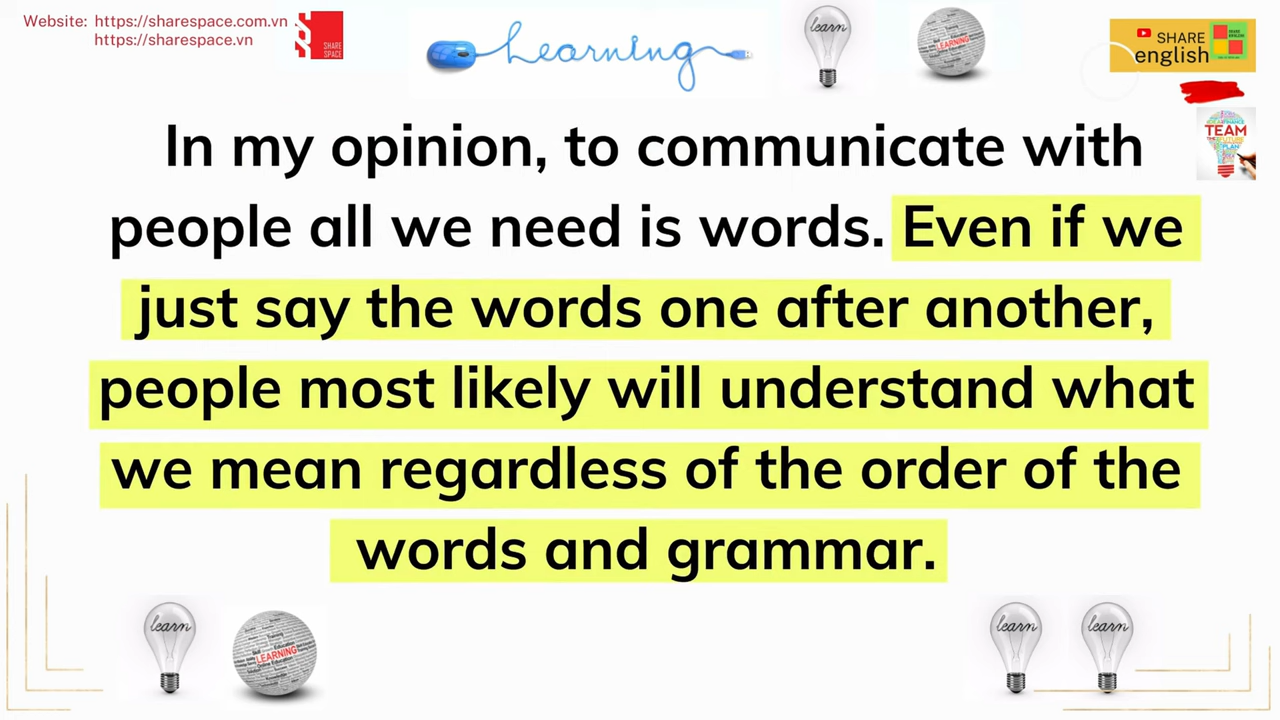 Website: https://sharespace.com.vn
https://sharespace.vn
SHARE
SPACE
Learning
learn
LEARNING
SHARE
english
TEAM
PLAN
In my opinion, to communicate with
people all we need is words. Even if we
just say the words one after another,
people most likely will understand what
we mean regardless of the order of the
words and grammar.
learn
LEARNING
learn
learn